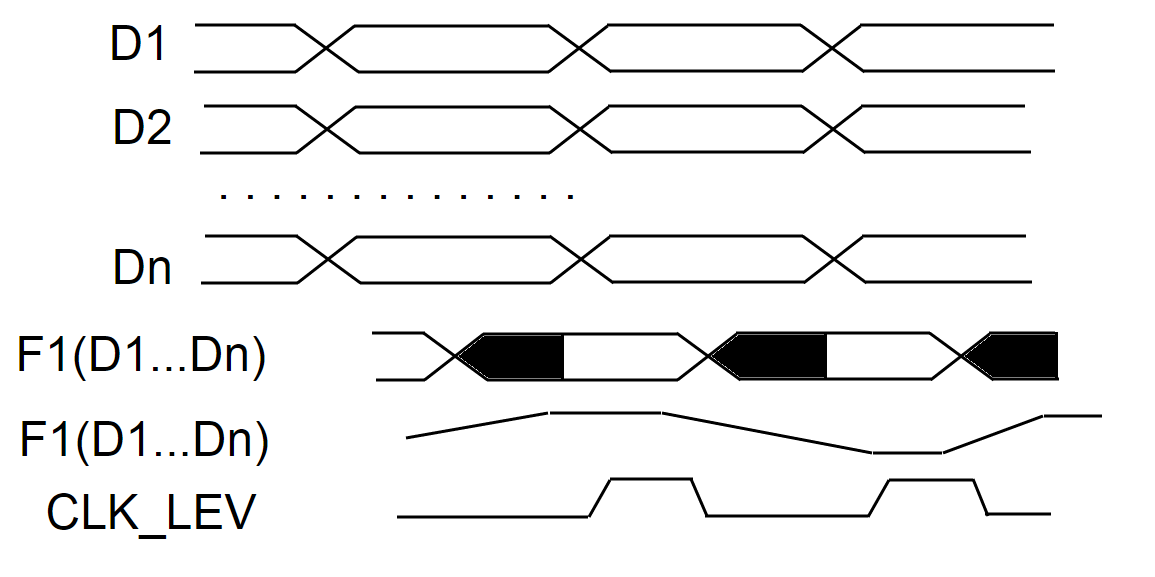 D1
D2
. . . . . . . . . . . . . .
Dn
F1(D1...Dn)
F1(D1...Dn)
CLK_LEV